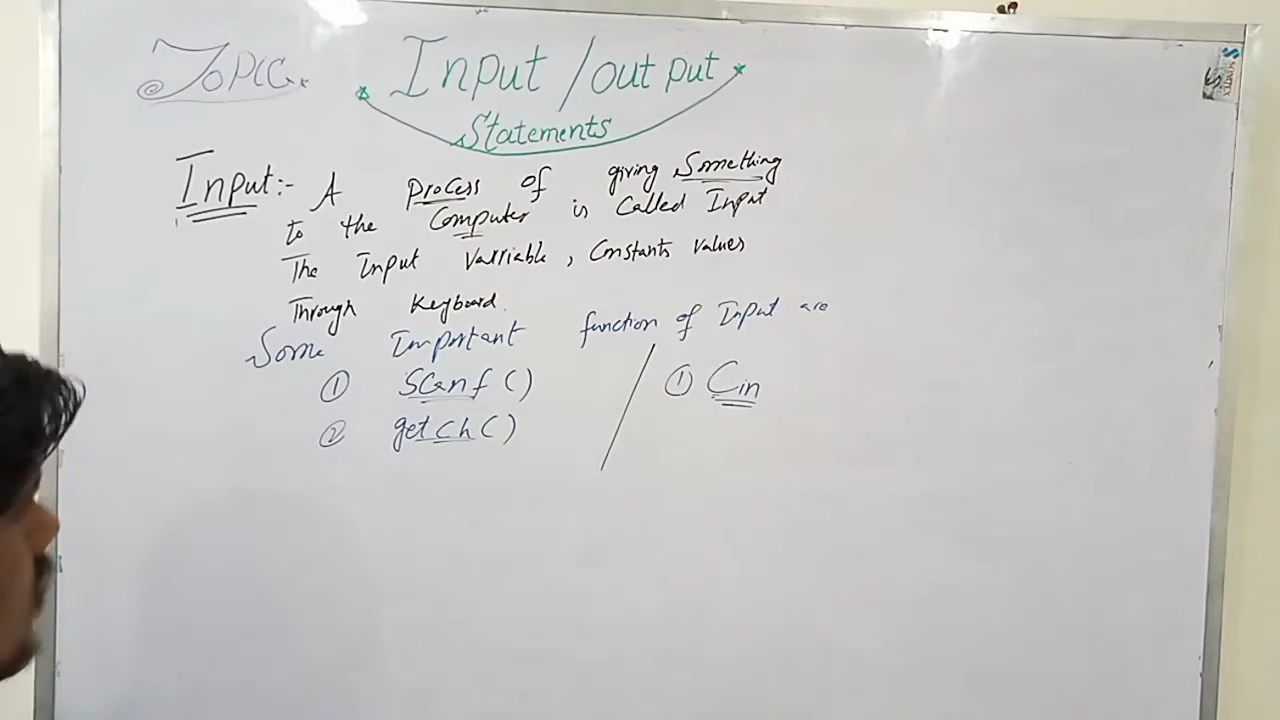 TOPIC.
Input/output
Statements
Input:- A Process of giving Something
to the Computer is Called Input
The Input Varriable, Constants values
Through Keyboard.
Some Important function of Input are
① Scanf() / ① Cin
② getch()